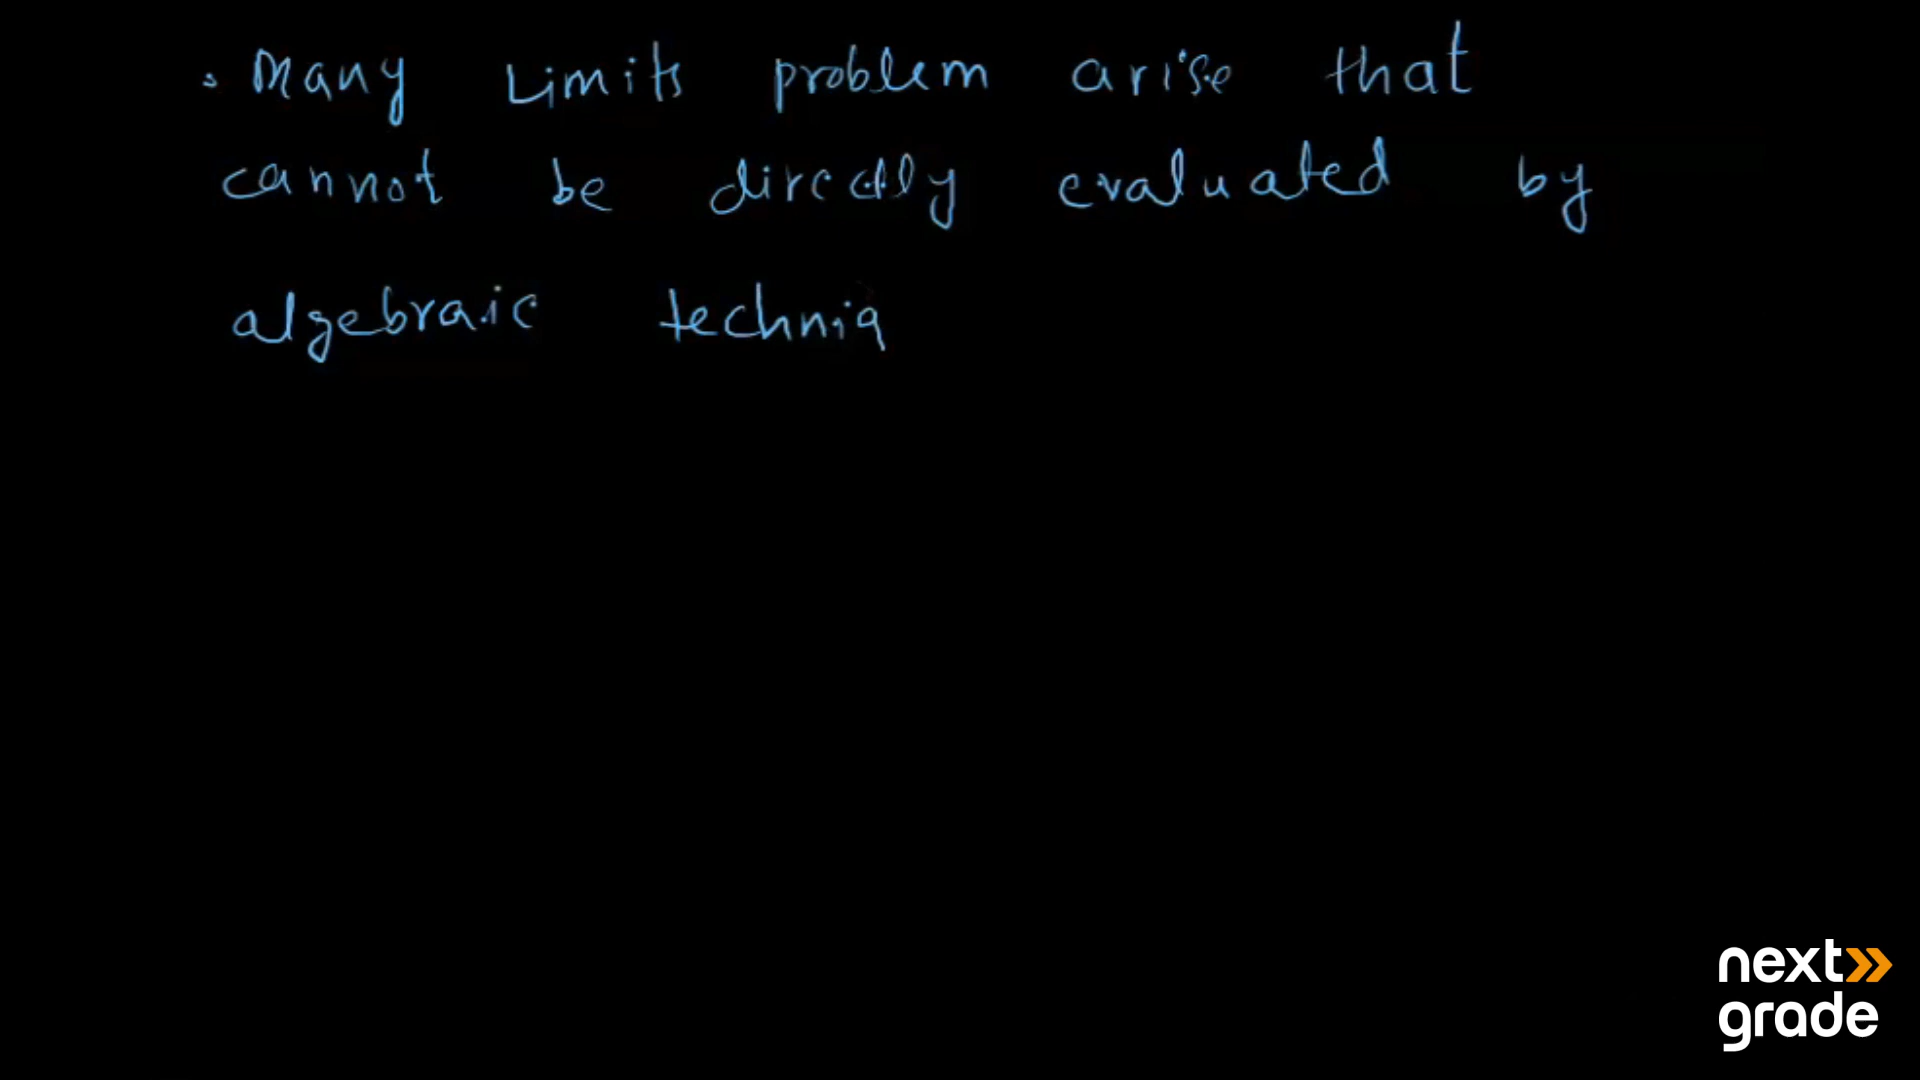 . Many Limits problem arise that
cannot be directly evaluated by
algebraic techniq
next
grade